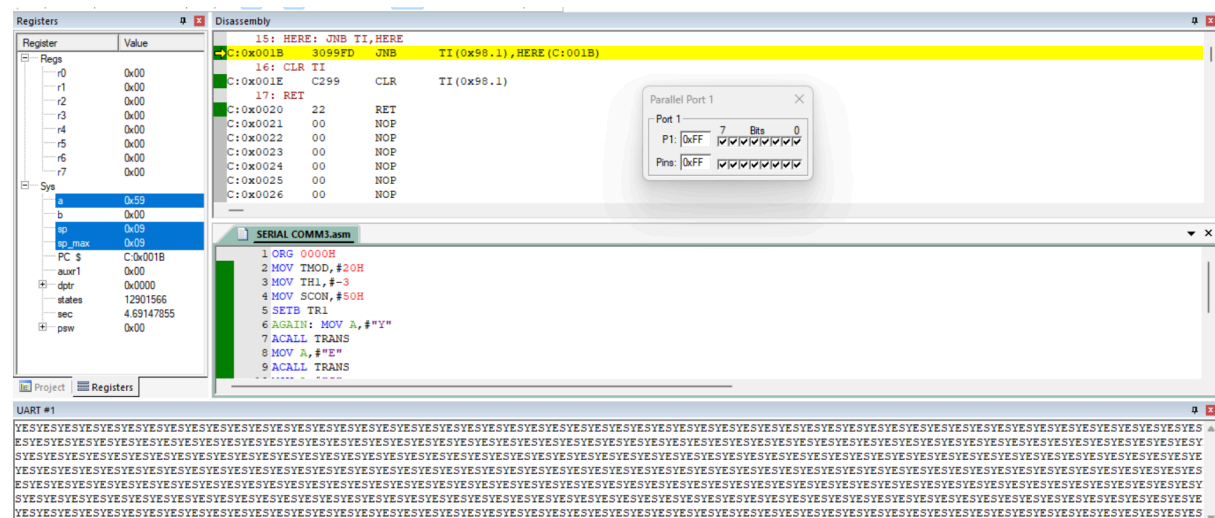 Registers
Register Value
Regs
r0 0x00
r1 0x00
r2 0x00
r3 0x00
r4 0x00
r5 0x00
r6 0x00
r7 0x00
Sys
a 0x59
b 0x00
sp 0x09
sp_max 0x09
PC $ C:0x001B
auxr1 0x00
dptr 0x0000
states 12901566
sec 4.69147855
psw 0x00
Project Registers
Disassembly
15: HERE: JNB TI,HERE
C:0x001B 3099FD JNB TI(0x98.1),HERE(C:001B)
16: CLR TI
C:0x001E C299 CLR TI(0x98.1)
17: RET
C:0x0020 22 RET
C:0x0021 00 NOP
C:0x0022 00 NOP
C:0x0023 00 NOP
C:0x0024 00 NOP
C:0x0025 00 NOP
C:0x0026 00 NOP
Parallel Port 1
Port 1
7 Bits 0
P1: 0xFF
Pins: 0xFF
SERIAL COMM3.asm
1 ORG 0000H
2 MOV TMOD,#20H
3 MOV TH1,#-3
4 MOV SCON,#50H
5 SETB TR1
6 AGAIN: MOV A,#"Y"
7 ACALL TRANS
8 MOV A,#"E"
9 ACALL TRANS
UART #1
YESYESYESYESYESYESYESYESYESYESYESYESYESYESYESYESYESYESYESYESYESYESYESYESYESYESYESYESYESYESYESYESYESYESYESYESYESYESYESYESYESYESYESYESYESYESYESYESYESYES
ESYESYESYESYESYESYESYESYESYESYESYESYESYESYESYESYESYESYESYESYESYESYESYESYESYESYESYESYESYESYESYESYESYESYESYESYESYESYESYESYESYESYESYESYESYESYESYESYESYESY
SYESYESYESYESYESYESYESYESYESYESYESYESYESYESYESYESYESYESYESYESYESYESYESYESYESYESYESYESYESYESYESYESYESYESYESYESYESYESYESYESYESYESYESYESYESYESYESYESYESYE
YESYESYESYESYESYESYESYESYESYESYESYESYESYESYESYESYESYESYESYESYESYESYESYESYESYESYESYESYESYESYESYESYESYESYESYESYESYESYESYESYESYESYESYESYESYESYESYESYESYES
ESYESYESYESYESYESYESYESYESYESYESYESYESYESYESYESYESYESYESYESYESYESYESYESYESYESYESYESYESYESYESYESYESYESYESYESYESYESYESYESYESYESYESYESYESYESYESYESYESYESY
SYESYESYESYESYESYESYESYESYESYESYESYESYESYESYESYESYESYESYESYESYESYESYESYESYESYESYESYESYESYESYESYESYESYESYESYESYESYESYESYESYESYESYESYESYESYESYESYESYESYE
YESYESYESYESYESYESYESYESYESYESYESYESYESYESYESYESYESYESYESYESYESYESYESYESYESYESYESYESYESYESYESYESYESYESYESYESYESYESYESYESYESYESYESYESYESYESYESYESYESYES